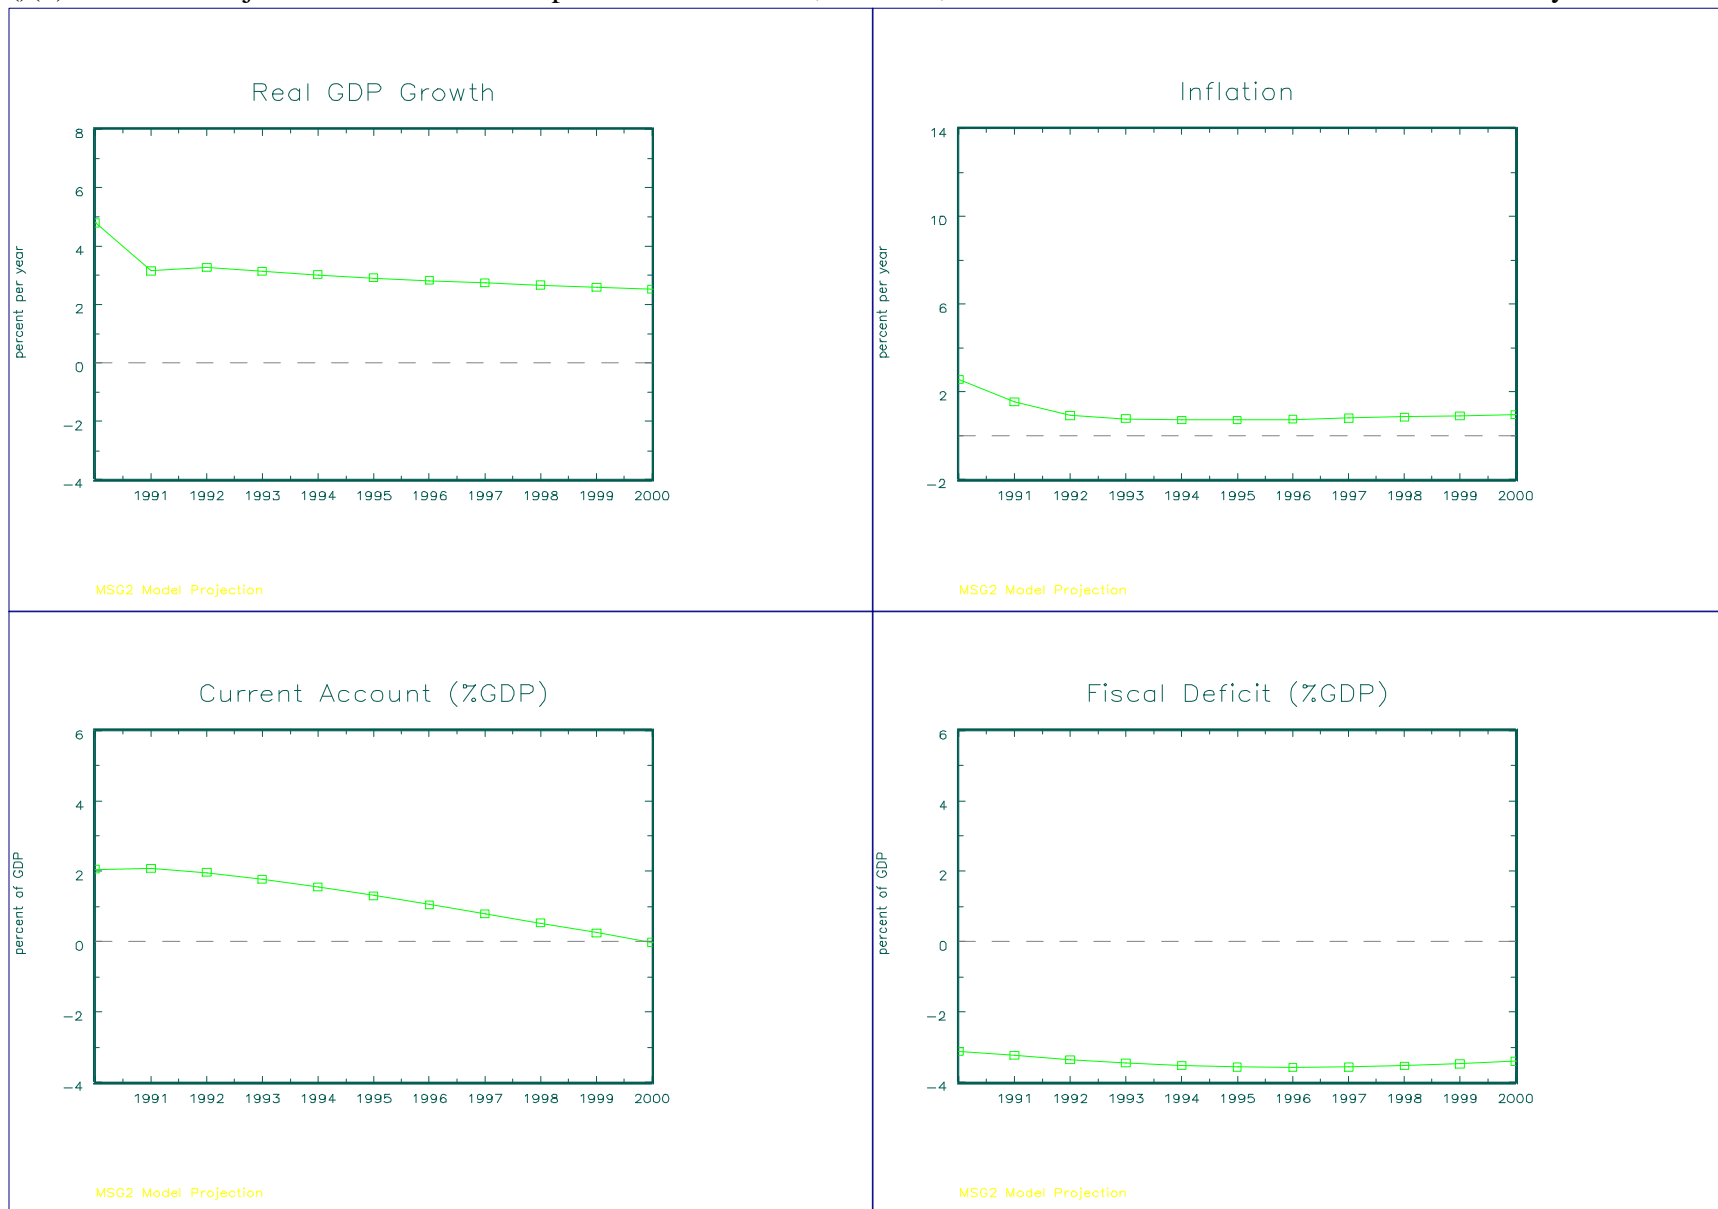 Real GDP Growth
8
6
4
2
0
−2
−4
percent per year
1991 1992 1993 1994 1995 1996 1997 1998 1999 2000
MSG2 Model Projection
Inflation
14
10
6
2
−2
percent per year
1991 1992 1993 1994 1995 1996 1997 1998 1999 2000
MSG2 Model Projection
Current Account (%GDP)
6
4
2
0
−2
−4
percent of GDP
1991 1992 1993 1994 1995 1996 1997 1998 1999 2000
MSG2 Model Projection
Fiscal Deficit (%GDP)
6
4
2
0
−2
−4
percent of GDP
1991 1992 1993 1994 1995 1996 1997 1998 1999 2000
MSG2 Model Projection